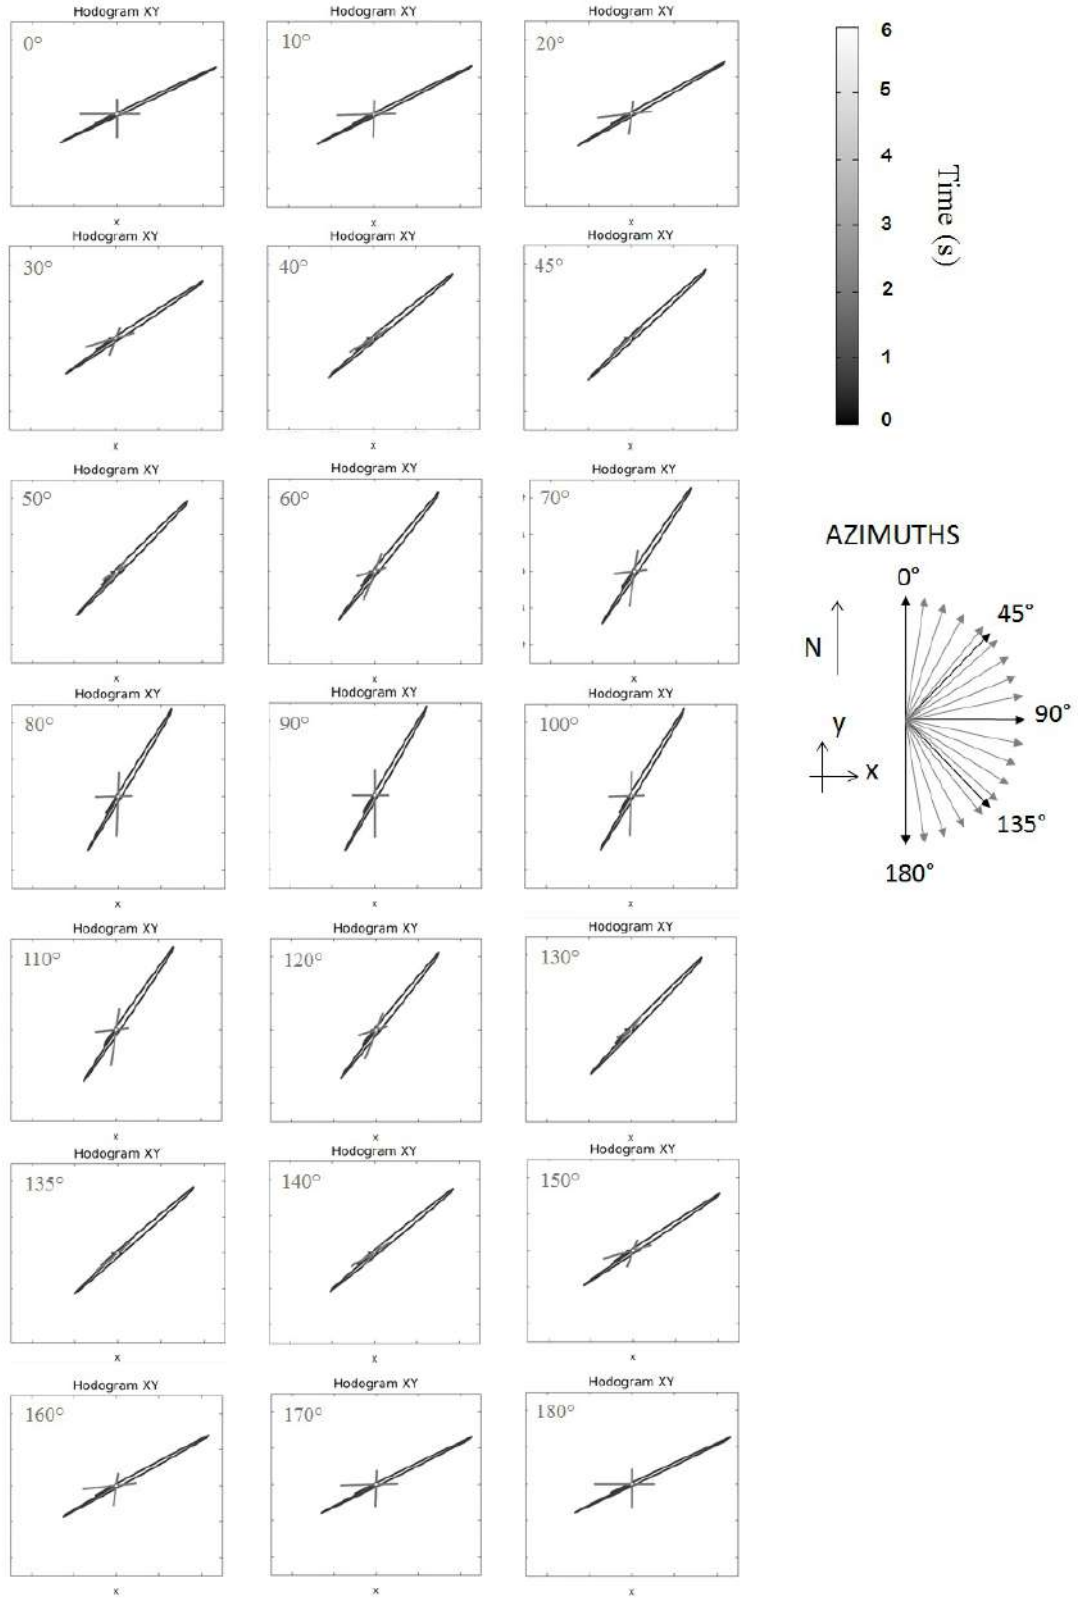 Hodogram XY
0°
x
Hodogram XY
10°
x
Hodogram XY
20°
x
Hodogram XY
30°
x
Hodogram XY
40°
x
Hodogram XY
45°
x
Hodogram XY
50°
x
Hodogram XY
60°
x
Hodogram XY
70°
x
Hodogram XY
80°
x
Hodogram XY
90°
x
Hodogram XY
100°
x
Hodogram XY
110°
x
Hodogram XY
120°
x
Hodogram XY
130°
x
Hodogram XY
135°
x
Hodogram XY
140°
x
Hodogram XY
150°
x
Hodogram XY
160°
x
Hodogram XY
170°
x
Hodogram XY
180°
x
6
5
4
3
2
1
0
Time (s)
AZIMUTHS
0°
45°
N
90°
y
x
135°
180°